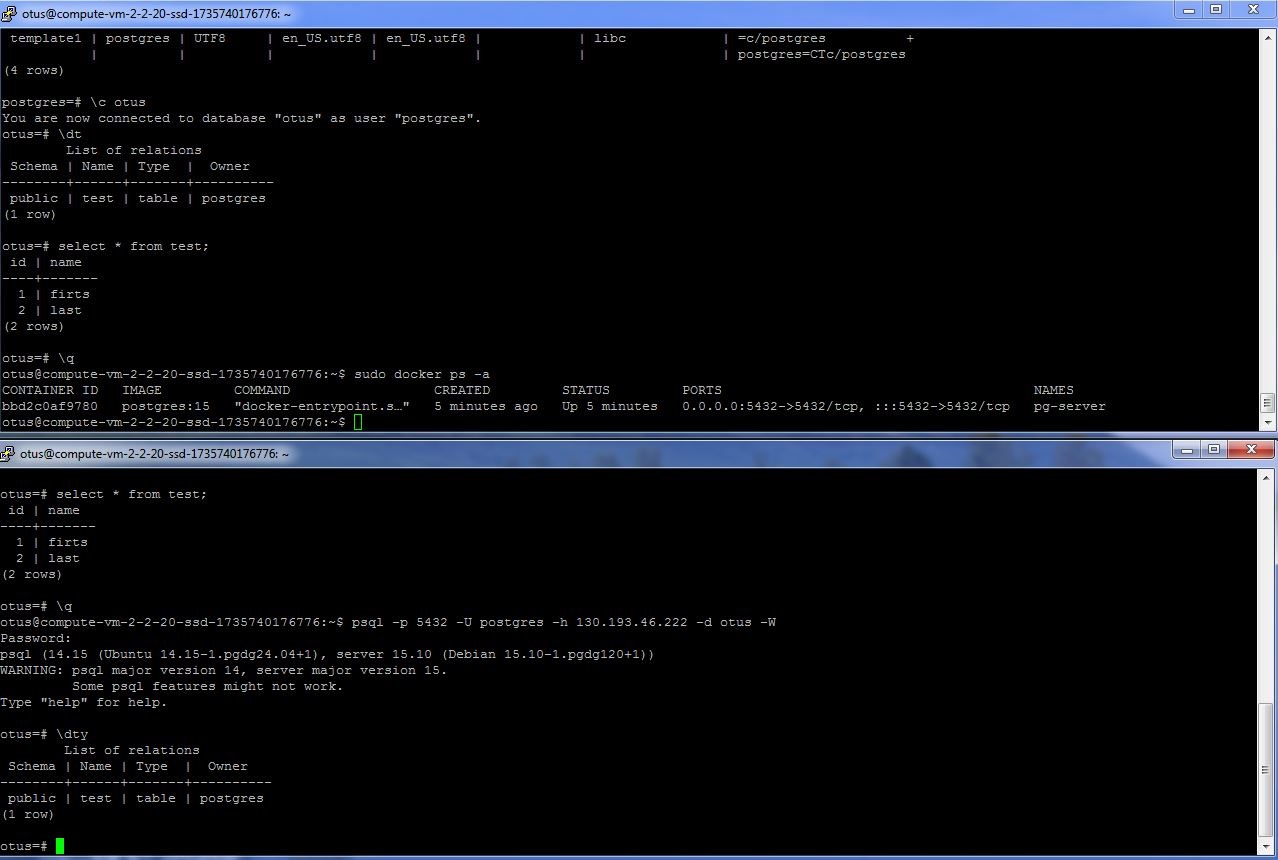 otus@compute-vm-2-2-20-ssd-1735740176776: ~
 template1 | postgres | UTF8     | en_US.utf8 | en_US.utf8 |            | libc            | =c/postgres          +
           |          |          |            |            |            |                 | postgres=CTc/postgres
(4 rows)
postgres=# \c otus
You are now connected to database "otus" as user "postgres".
otus=# \dt
        List of relations
 Schema | Name | Type  |  Owner
--------+------+-------+----------
 public | test | table | postgres
(1 row)
otus=# select * from test;
 id | name
----+-------
  1 | firts
  2 | last
(2 rows)
otus=# \q
otus@compute-vm-2-2-20-ssd-1735740176776:~$ sudo docker ps -a
CONTAINER ID   IMAGE         COMMAND                  CREATED         STATUS         PORTS                                       NAMES
bbd2c0af9780   postgres:15   "docker-entrypoint.s…"   5 minutes ago   Up 5 minutes   0.0.0.0:5432->5432/tcp, :::5432->5432/tcp   pg-server
otus@compute-vm-2-2-20-ssd-1735740176776:~$
otus@compute-vm-2-2-20-ssd-1735740176776: ~
otus=# select * from test;
 id | name
----+-------
  1 | firts
  2 | last
(2 rows)
otus=# \q
otus@compute-vm-2-2-20-ssd-1735740176776:~$ psql -p 5432 -U postgres -h 130.193.46.222 -d otus -W
Password:
psql (14.15 (Ubuntu 14.15-1.pgdg24.04+1), server 15.10 (Debian 15.10-1.pgdg120+1))
WARNING: psql major version 14, server major version 15.
         Some psql features might not work.
Type "help" for help.
otus=# \dty
        List of relations
 Schema | Name | Type  |  Owner
--------+------+-------+----------
 public | test | table | postgres
(1 row)
otus=#